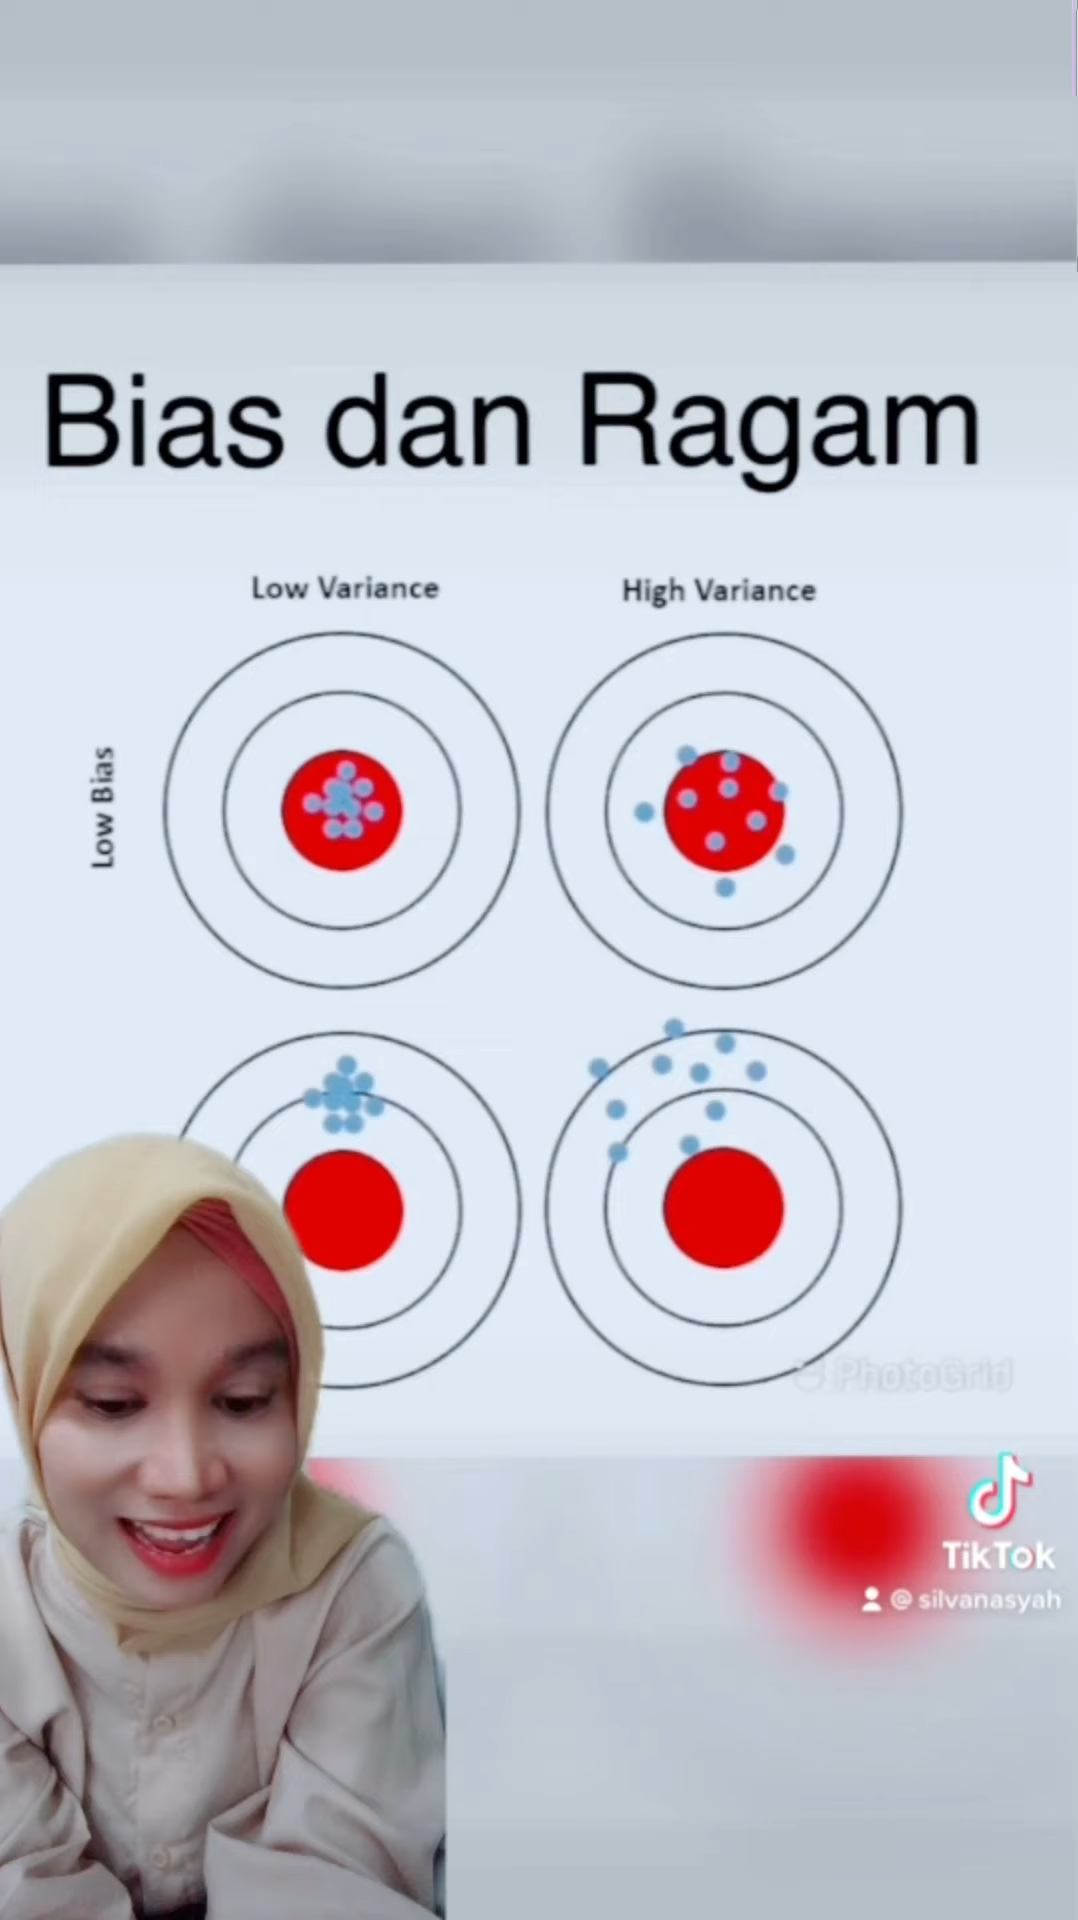 Bias dan Ragam
Low Variance
High Variance
Low Bias
PhotoGrid
TikTok
@silvanasyah